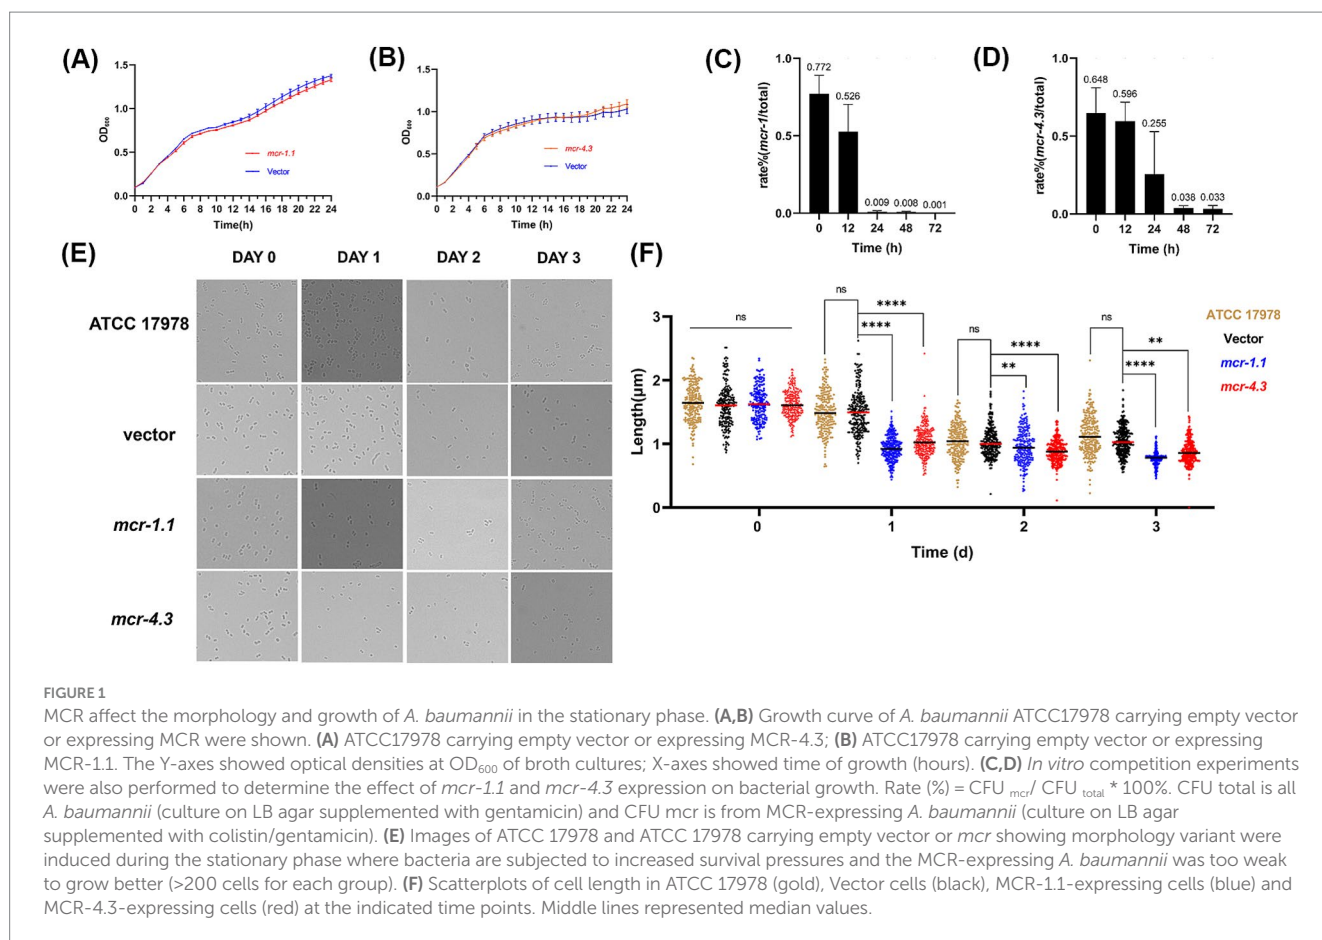 (A)
1.5
1.0
0.5
0.0
OD600
mcr-1.1
Vector
0 2 4 6 8 10 12 14 16 18 20 22 24
Time(h)
(B)
1.5
1.0
0.5
0.0
OD600
mcr-4.3
Vector
0 2 4 6 8 10 12 14 16 18 20 22 24
Time(h)
(C)
rate%(mcr-1/total)
1.0
0.5
0.0
0.772
0.526
0.009 0.008 0.001
0 12 24 48 72
Time (h)
(D)
rate%(mcr-4.3/total)
1.0
0.5
0.0
0.648
0.596
0.255
0.038 0.033
0 12 24 48 72
Time (h)
(E)
DAY 0 DAY 1 DAY 2 DAY 3
ATCC 17978
vector
mcr-1.1
mcr-4.3
(F)
Length(μm)
3
2
1
0
ns
ns
****
****
ns
****
**
ns
**
****
0 1 2 3
Time (d)
ATCC 17978
Vector
mcr-1.1
mcr-4.3
FIGURE 1
MCR affect the morphology and growth of A. baumannii in the stationary phase. (A,B) Growth curve of A. baumannii ATCC17978 carrying empty vector
or expressing MCR were shown. (A) ATCC17978 carrying empty vector or expressing MCR-4.3; (B) ATCC17978 carrying empty vector or expressing
MCR-1.1. The Y-axes showed optical densities at OD600 of broth cultures; X-axes showed time of growth (hours). (C,D) In vitro competition experiments
were also performed to determine the effect of mcr-1.1 and mcr-4.3 expression on bacterial growth. Rate (%) = CFU mcr/ CFU total * 100%. CFU total is all
A. baumannii (culture on LB agar supplemented with gentamicin) and CFU mcr is from MCR-expressing A. baumannii (culture on LB agar
supplemented with colistin/gentamicin). (E) Images of ATCC 17978 and ATCC 17978 carrying empty vector or mcr showing morphology variant were
induced during the stationary phase where bacteria are subjected to increased survival pressures and the MCR-expressing A. baumannii was too weak
to grow better (>200 cells for each group). (F) Scatterplots of cell length in ATCC 17978 (gold), Vector cells (black), MCR-1.1-expressing cells (blue) and
MCR-4.3-expressing cells (red) at the indicated time points. Middle lines represented median values.